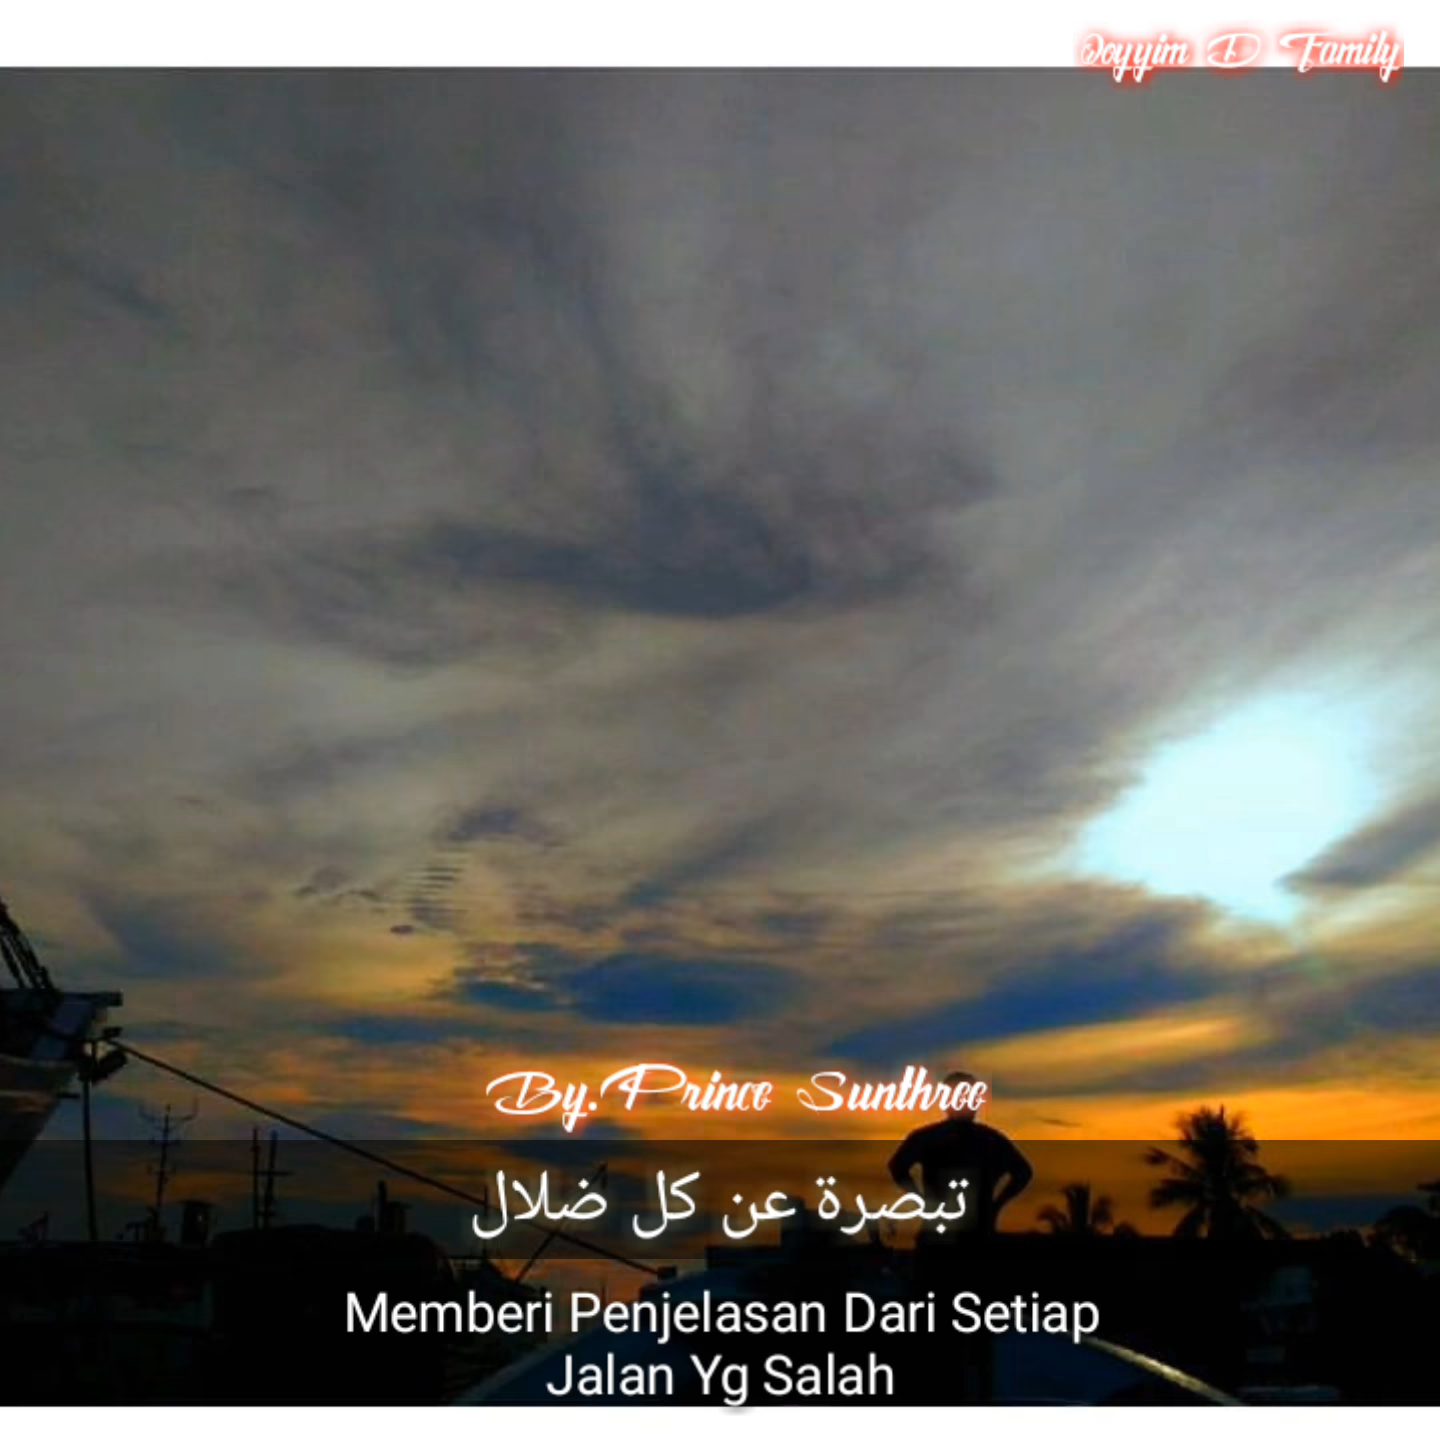 Qoyyim D Family
By.Prince Sunthree
تبصرة عن كل ضلال
Memberi Penjelasan Dari Setiap
Jalan Yg Salah